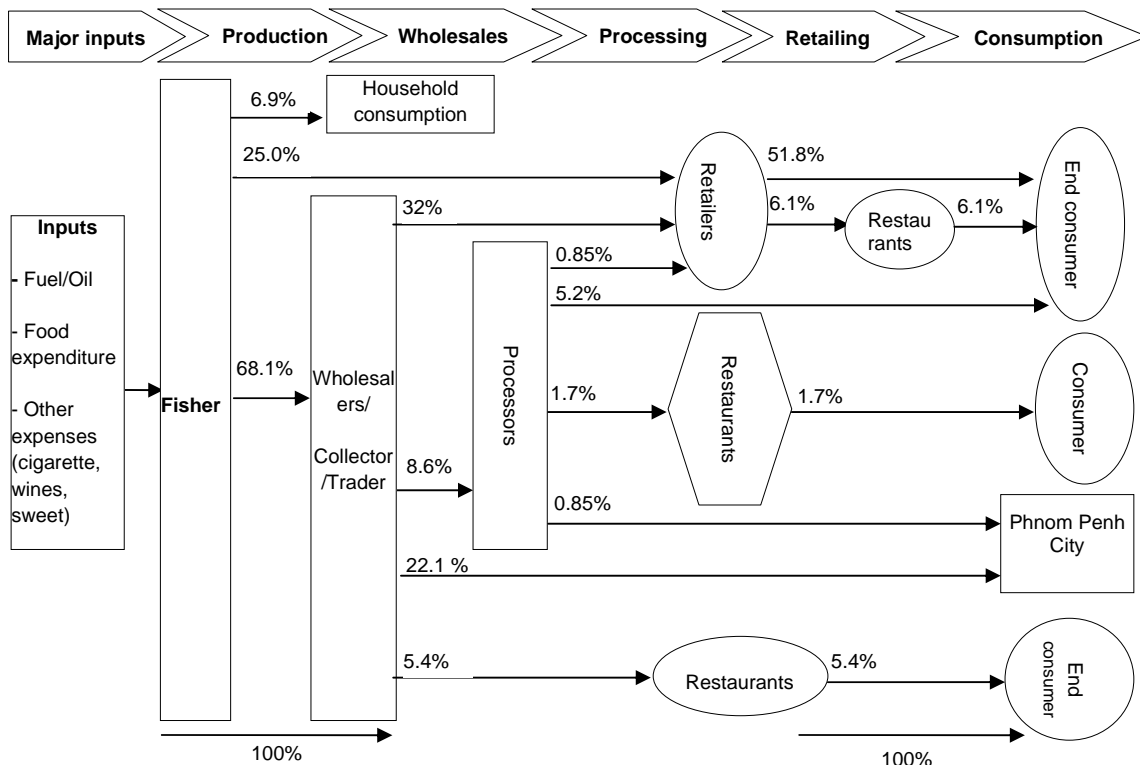 Major inputs
Production
Wholesales
Processing
Retailing
Consumption
6.9%
Household
consumption
25.0%
Retailers
51.8%
End consumer
32%
6.1%
Restau
rants
6.1%
Inputs
- Fuel/Oil
- Food
expenditure
- Other
expenses
(cigarette,
wines,
sweet)
Fisher
68.1%
Wholesal
ers/
Collector
/Trader
8.6%
Processors
0.85%
5.2%
1.7%
Restaurants
1.7%
Consumer
0.85%
Phnom Penh
City
22.1 %
5.4%
Restaurants
5.4%
End
consumer
100%
100%